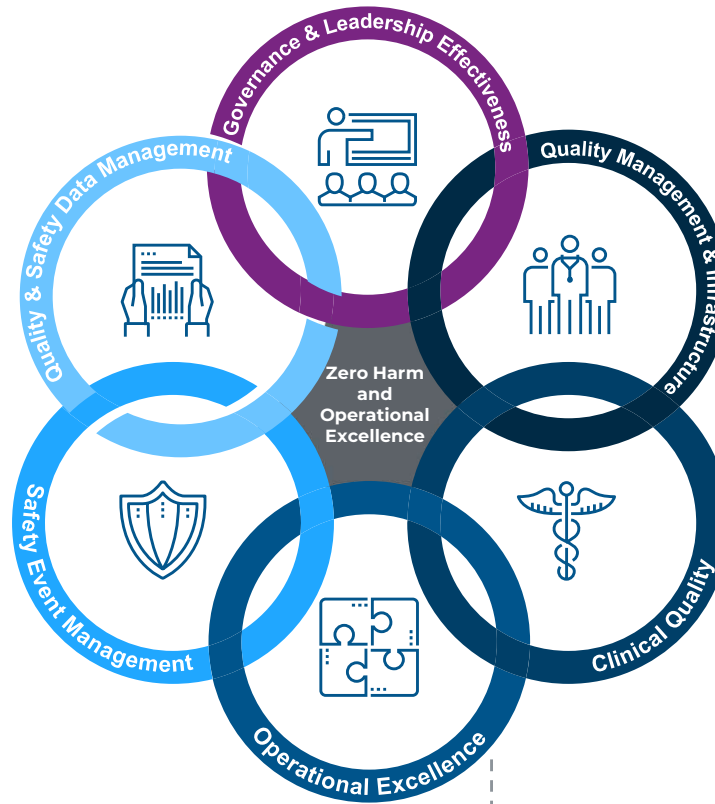 Governance & Leadership Effectiveness
Quality & Safety Data Management
Quality Management & Infrastructure
Zero Harm
and
Operational
Excellence
Safety Event Management
Clinical Quality
Operational Excellence